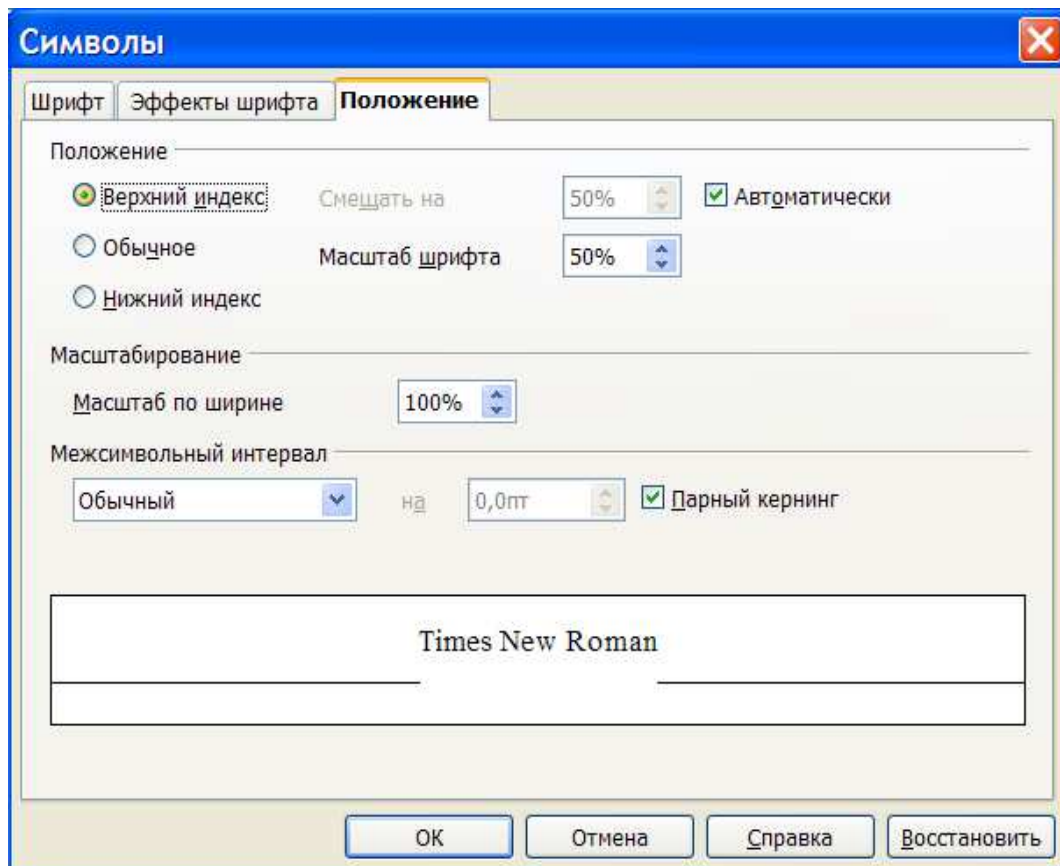 Символы
Шрифт Эффекты шрифта Положение
Положение
Верхний индекс Смещать на 50% Автоматически
Обычное Масштаб шрифта 50%
Нижний индекс
Масштабирование
Масштаб по ширине 100%
Межсимвольный интервал
Обычный на 0,0пт Парный кернинг
Times New Roman
ОК Отмена Справка Восстановить